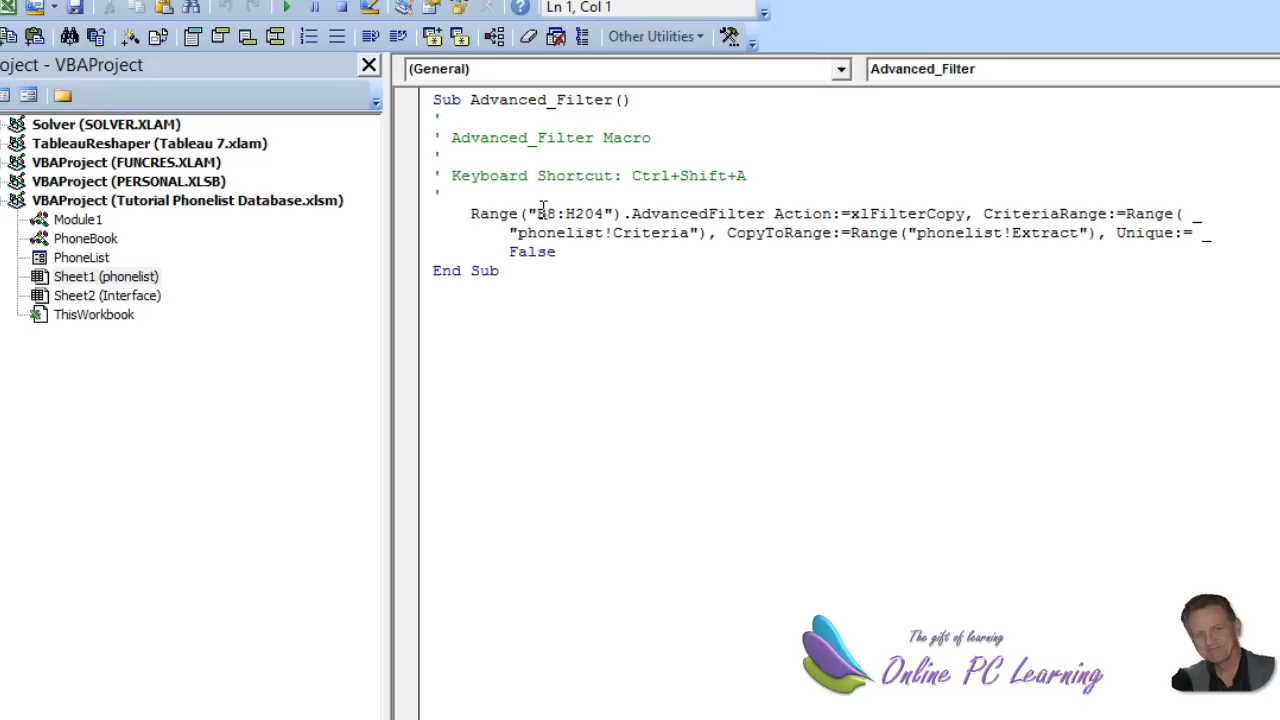 Ln 1, Col 1
Other Utilities
oject - VBAProject
(General)
Advanced_Filter
Solver (SOLVER.XLAM)
TableauReshaper (Tableau 7.xlam)
VBAProject (FUNCRES.XLAM)
VBAProject (PERSONAL.XLSB)
VBAProject (Tutorial Phonelist Database.xlsm)
Module1
PhoneBook
PhoneList
Sheet1 (phonelist)
Sheet2 (Interface)
ThisWorkbook
Sub Advanced_Filter()
'
' Advanced_Filter Macro
'
' Keyboard Shortcut: Ctrl+Shift+A
'
Range("B8:H204").AdvancedFilter Action:=xlFilterCopy, CriteriaRange:=Range( _
"phonelist!Criteria"), CopyToRange:=Range("phonelist!Extract"), Unique:= _
False
End Sub
The gift of learning
Online PC Learning